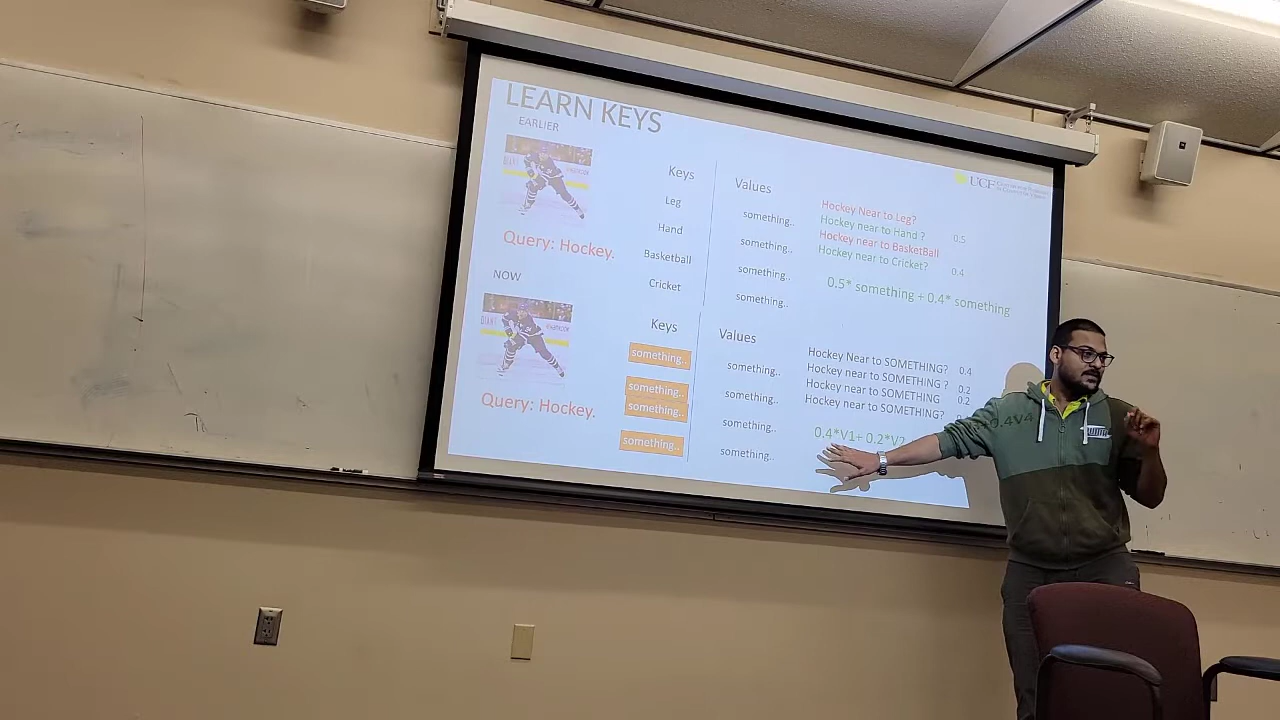 LEARN KEYS
EARLIER
Query: Hockey.
Keys
Leg
Hand
Basketball
Cricket
Values
something..
something..
something..
something..
UCF
Hockey Near to Leg?
Hockey near to Hand ? 0.5
Hockey near to BasketBall
Hockey near to Cricket? 0.4
0.5* something + 0.4* something
NOW
Query: Hockey.
Keys
something..
something..
something..
something..
Values
something..
something..
something..
something..
Hockey Near to SOMETHING? 0.4
Hockey near to SOMETHING ? 0.2
Hockey near to SOMETHING 0.2
Hockey near to SOMETHING?
0.4*V1+ 0.2*V2 0.4V4